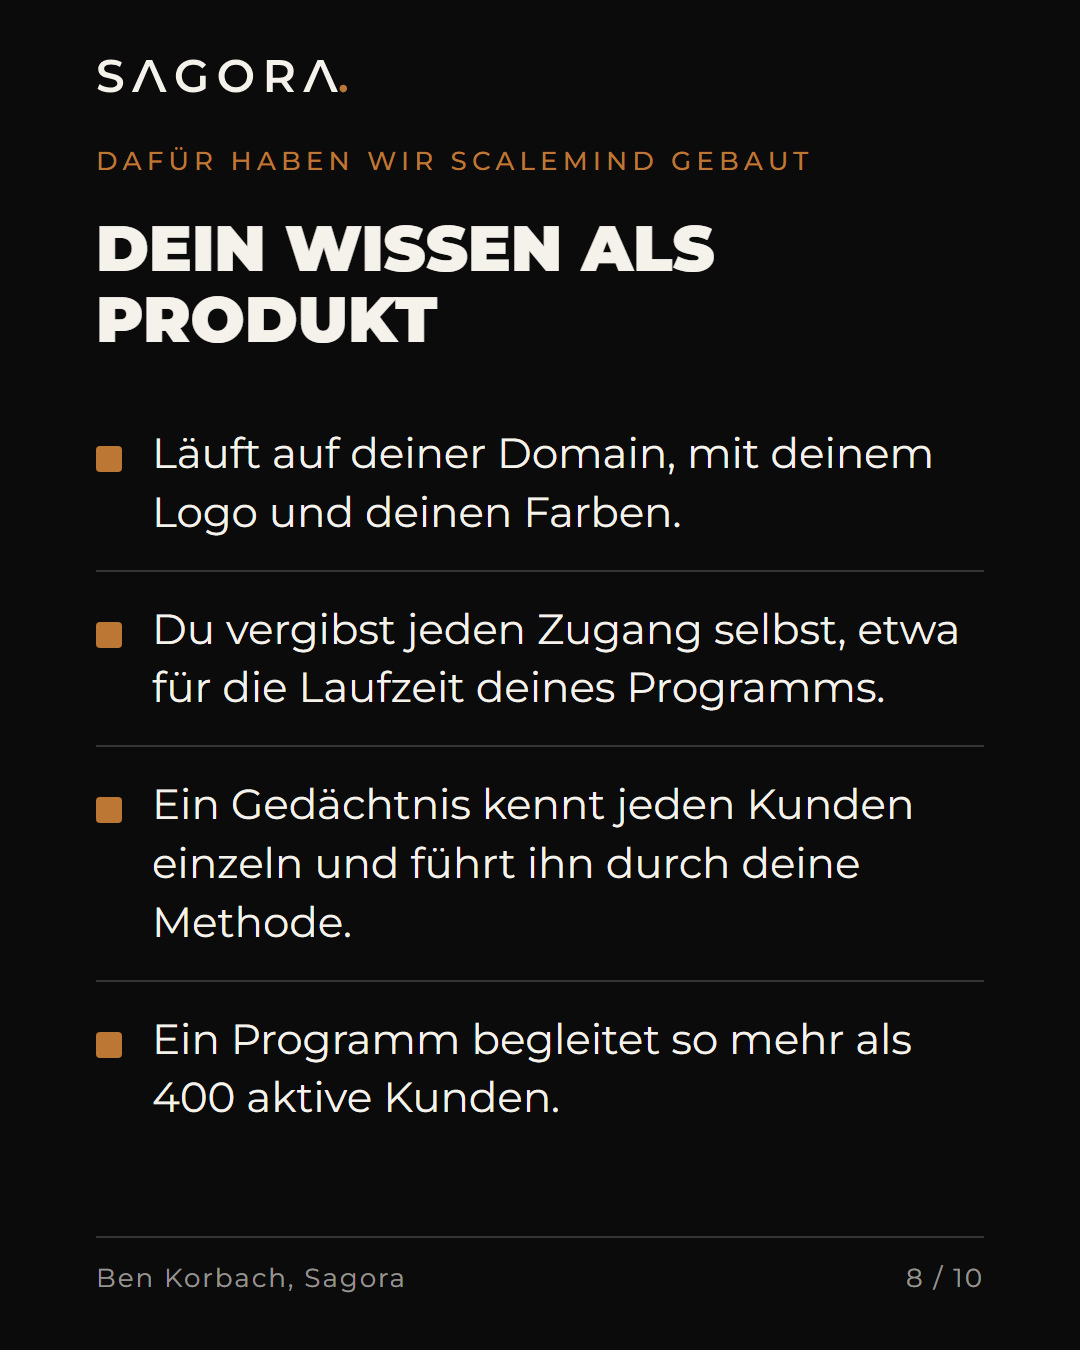 SAGORA.
DAFÜR HABEN WIR SCALEMIND GEBAUT
DEIN WISSEN ALS
PRODUKT
Läuft auf deiner Domain, mit deinem
Logo und deinen Farben.
Du vergibst jeden Zugang selbst, etwa
für die Laufzeit deines Programms.
Ein Gedächtnis kennt jeden Kunden
einzeln und führt ihn durch deine
Methode.
Ein Programm begleitet so mehr als
400 aktive Kunden.
Ben Korbach, Sagora
8 / 10